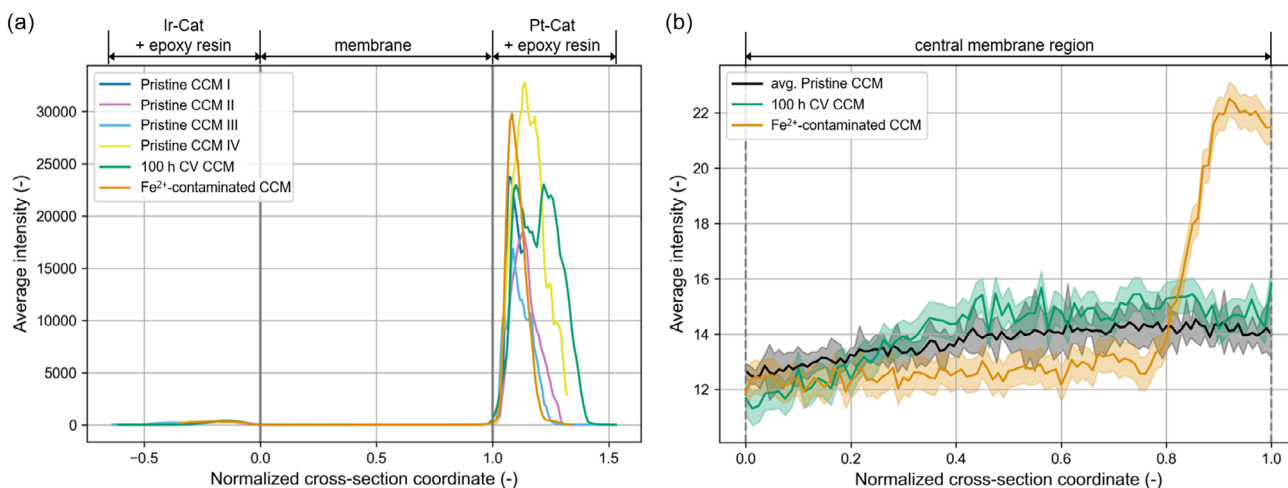 (a)
Ir-Cat
+ epoxy resin
membrane
Pt-Cat
+ epoxy resin
Pristine CCM I
Pristine CCM II
Pristine CCM III
Pristine CCM IV
100 h CV CCM
Fe²⁺-contaminated CCM
Average intensity (-)
30000
25000
20000
15000
10000
5000
0
−0.5
0.0
0.5
1.0
1.5
Normalized cross-section coordinate (-)
(b)
central membrane region
avg. Pristine CCM
100 h CV CCM
Fe²⁺-contaminated CCM
Average intensity (-)
22
20
18
16
14
12
0.0
0.2
0.4
0.6
0.8
1.0
Normalized cross-section coordinate (-)